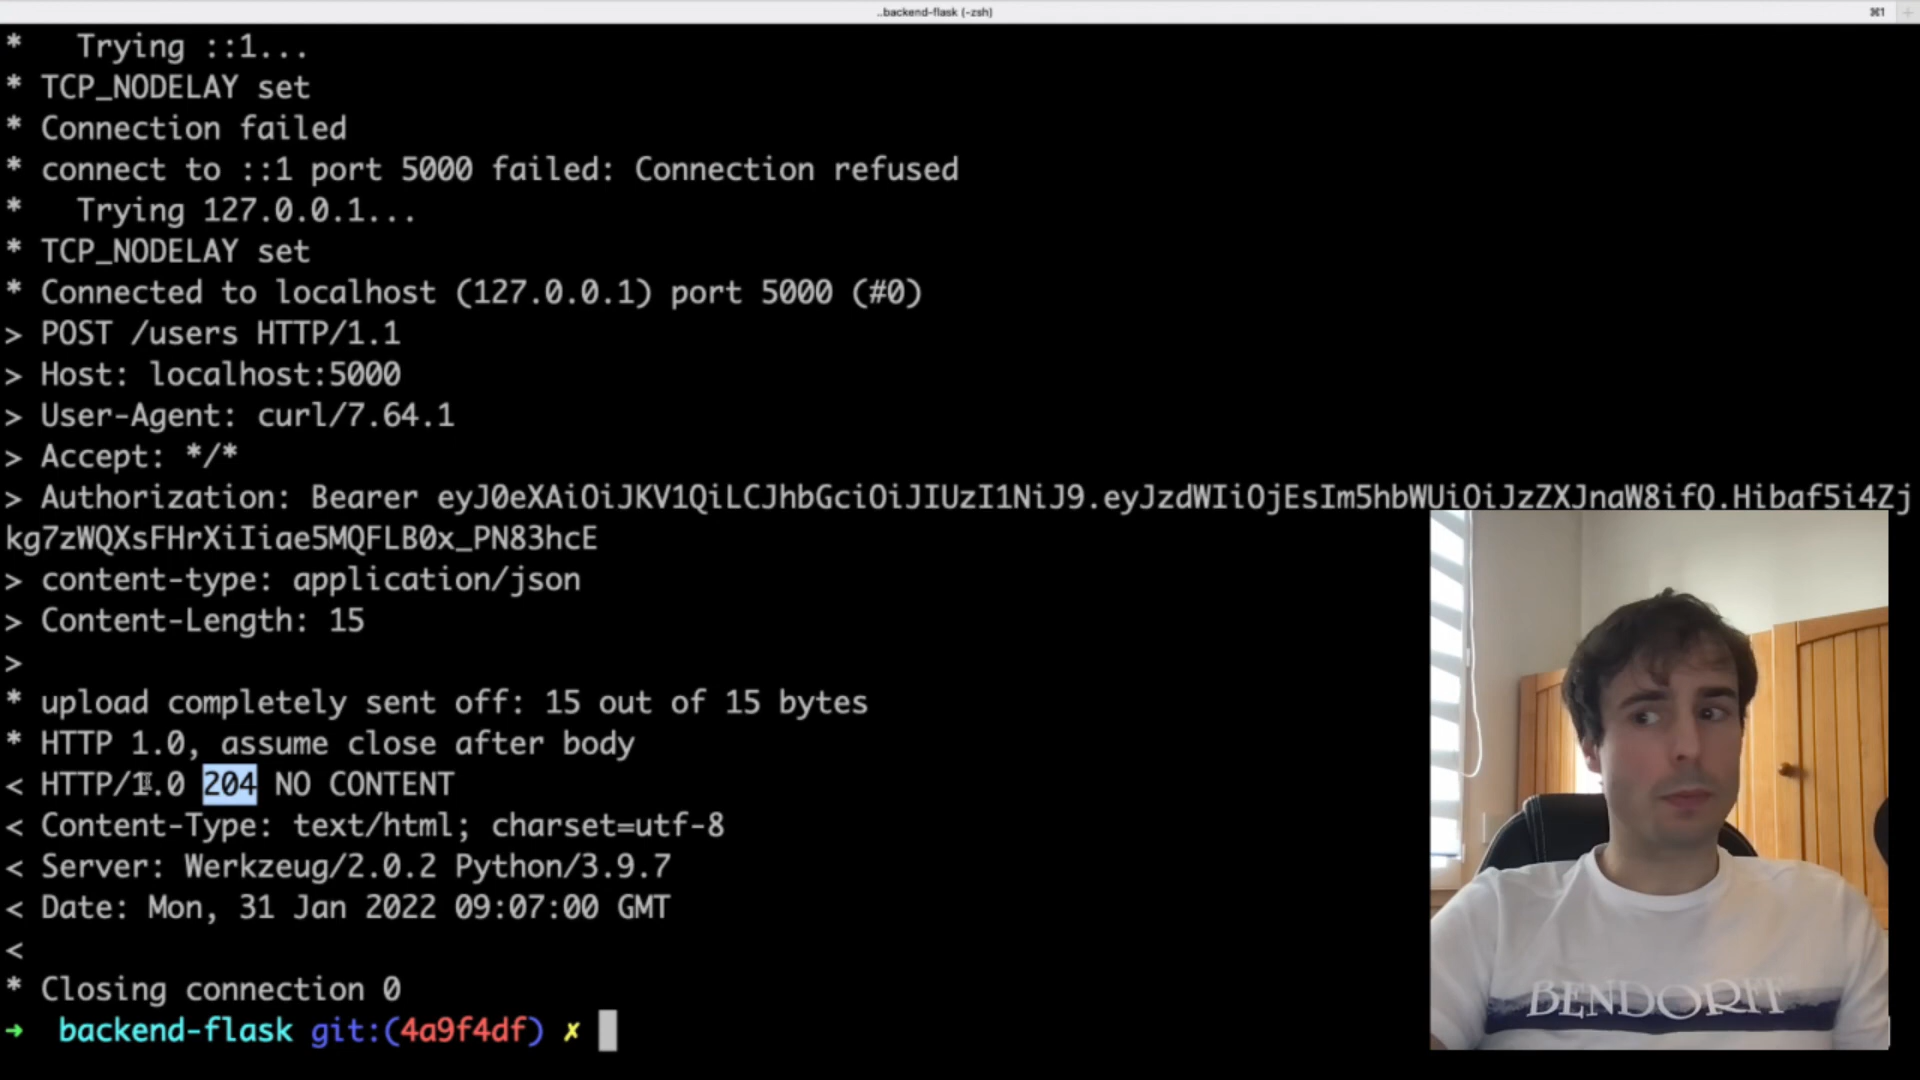 ..backend-flask (-zsh)
⌘1
* Trying ::1...
* TCP_NODELAY set
* Connection failed
* connect to ::1 port 5000 failed: Connection refused
* Trying 127.0.0.1...
* TCP_NODELAY set
* Connected to localhost (127.0.0.1) port 5000 (#0)
> POST /users HTTP/1.1
> Host: localhost:5000
> User-Agent: curl/7.64.1
> Accept: */*
> Authorization: Bearer eyJ0eXAiOiJKV1QiLCJhbGciOiJIUzI1NiJ9.eyJzdWIiOjEsIm5hbWUiOiJzZXJnaW8ifQ.Hibaf5i4Zj
kg7zWQXsFHrXiIiae5MQFLB0x_PN83hcE
> content-type: application/json
> Content-Length: 15
>
* upload completely sent off: 15 out of 15 bytes
* HTTP 1.0, assume close after body
< HTTP/1.0 204 NO CONTENT
< Content-Type: text/html; charset=utf-8
< Server: Werkzeug/2.0.2 Python/3.9.7
< Date: Mon, 31 Jan 2022 09:07:00 GMT
<
* Closing connection 0
→ backend-flask git:(4a9f4df) ✗
BENDORFF